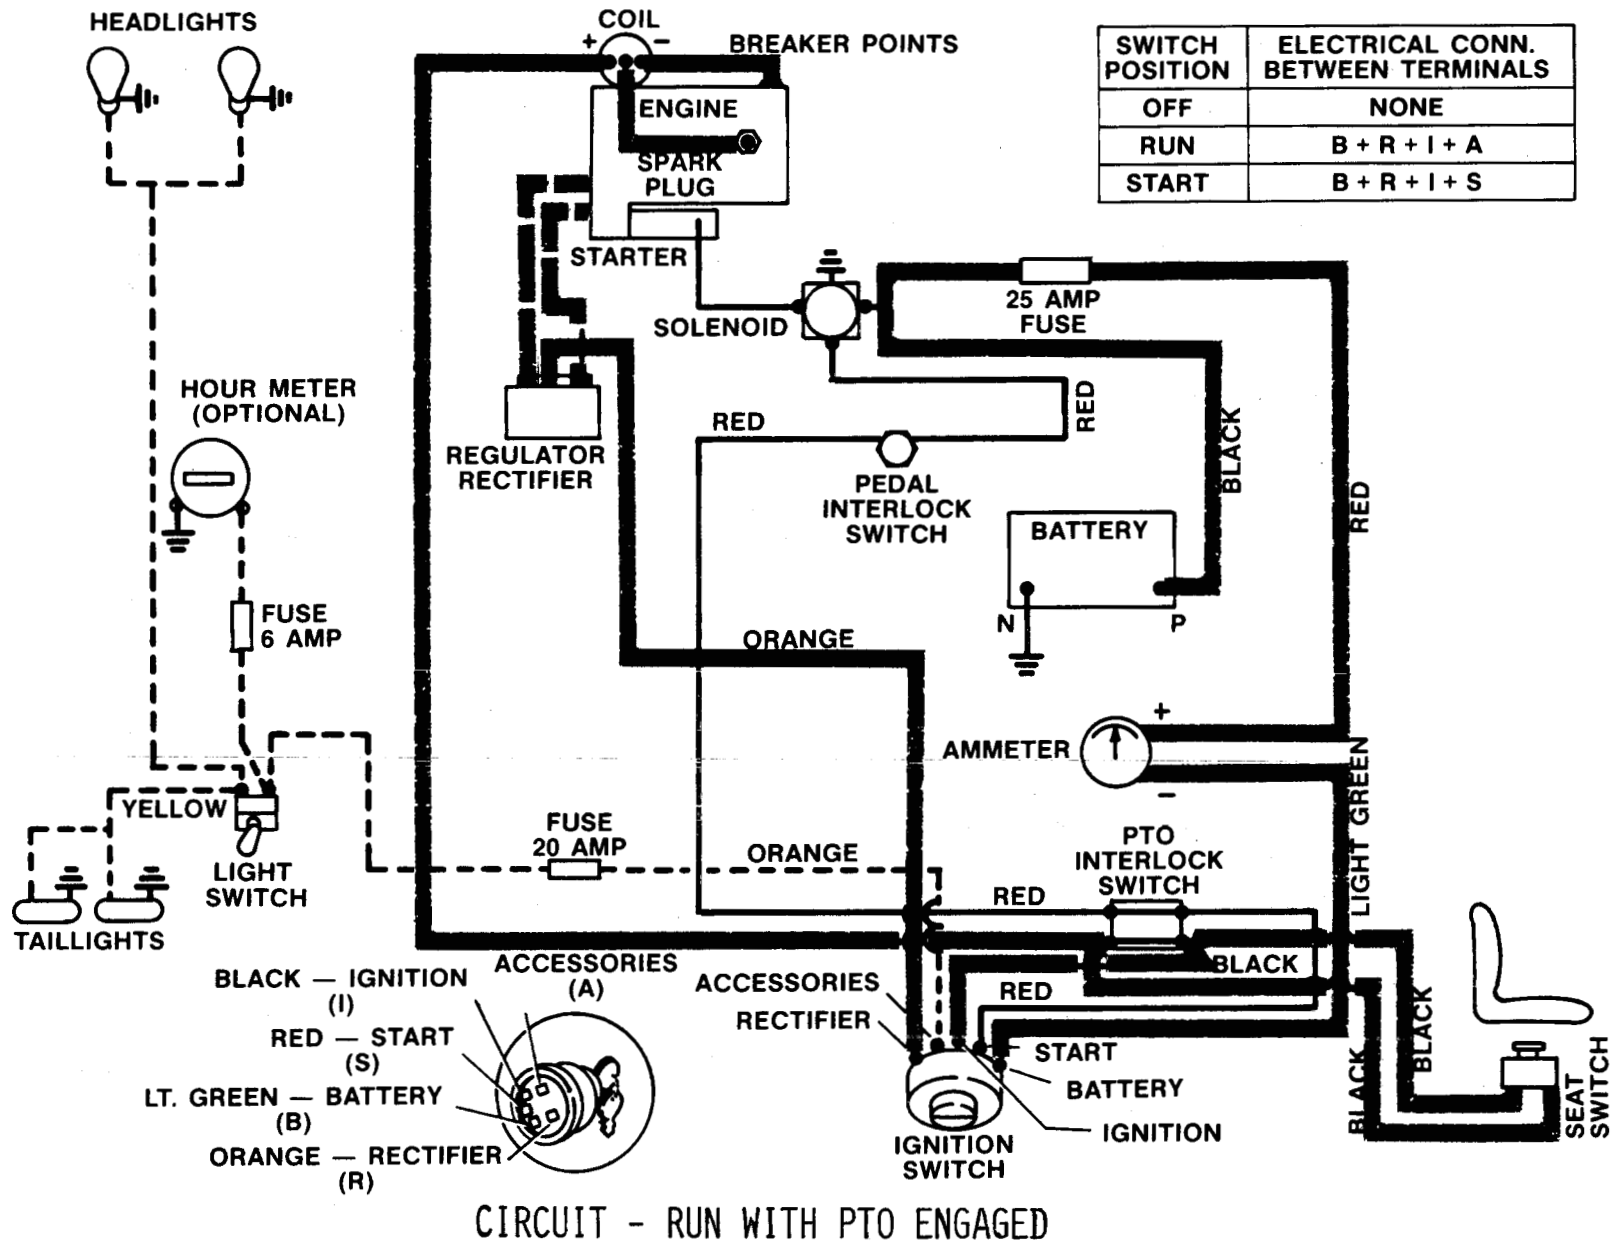 HEADLIGHTS
COIL
+ −
BREAKER POINTS
ENGINE
SPARK
PLUG
STARTER
SWITCH
POSITION
ELECTRICAL CONN.
BETWEEN TERMINALS
OFF
NONE
RUN
B + R + I + A
START
B + R + I + S
SOLENOID
25 AMP
FUSE
HOUR METER
(OPTIONAL)
RED
RED
BLACK
RED
REGULATOR
RECTIFIER
PEDAL
INTERLOCK
SWITCH
BATTERY
N
P
FUSE
6 AMP
ORANGE
+
AMMETER
−
LIGHT GREEN
YELLOW
LIGHT
SWITCH
FUSE
20 AMP
ORANGE
PTO
INTERLOCK
SWITCH
RED
TAILLIGHTS
ACCESSORIES
(A)
BLACK — IGNITION
(I)
RED — START
(S)
LT. GREEN — BATTERY
(B)
ORANGE — RECTIFIER
(R)
ACCESSORIES
RECTIFIER
BLACK
RED
START
BATTERY
IGNITION
IGNITION
SWITCH
BLACK
BLACK
SEAT
SWITCH
CIRCUIT - RUN WITH PTO ENGAGED